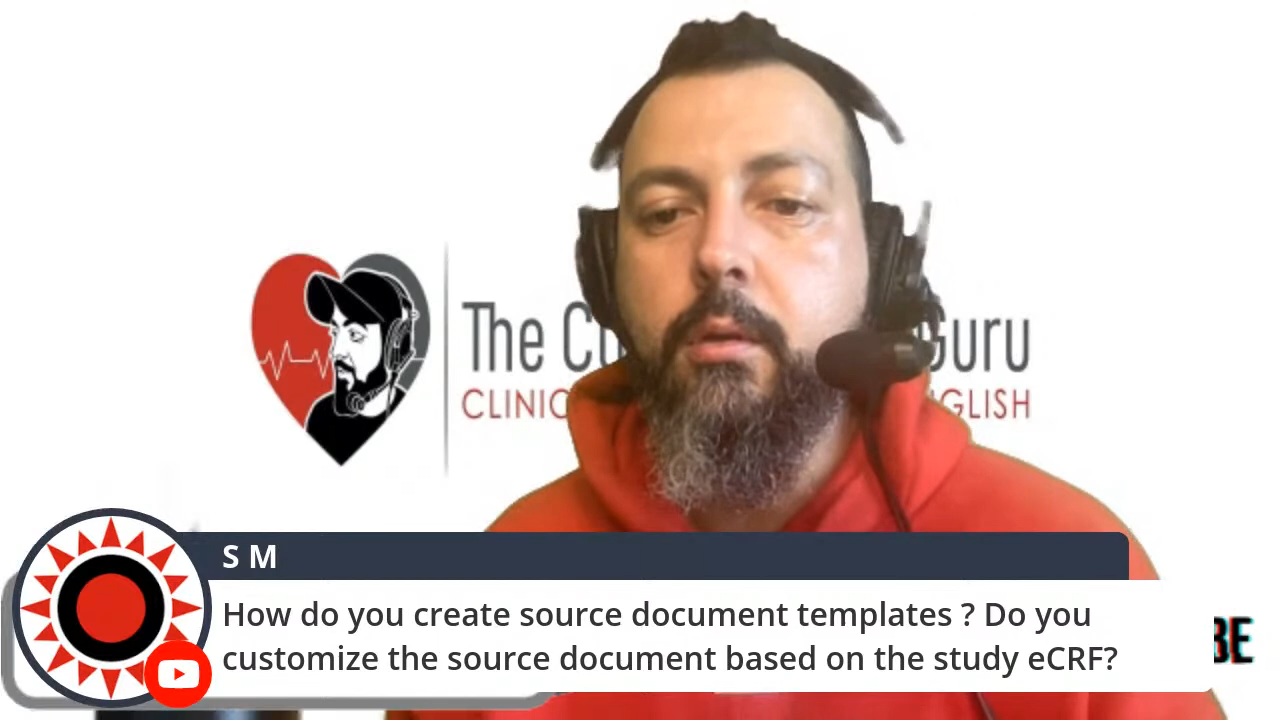 The Guru
CLINIC GLISH
S M
How do you create source document templates ? Do you
customize the source document based on the study eCRF?
BE